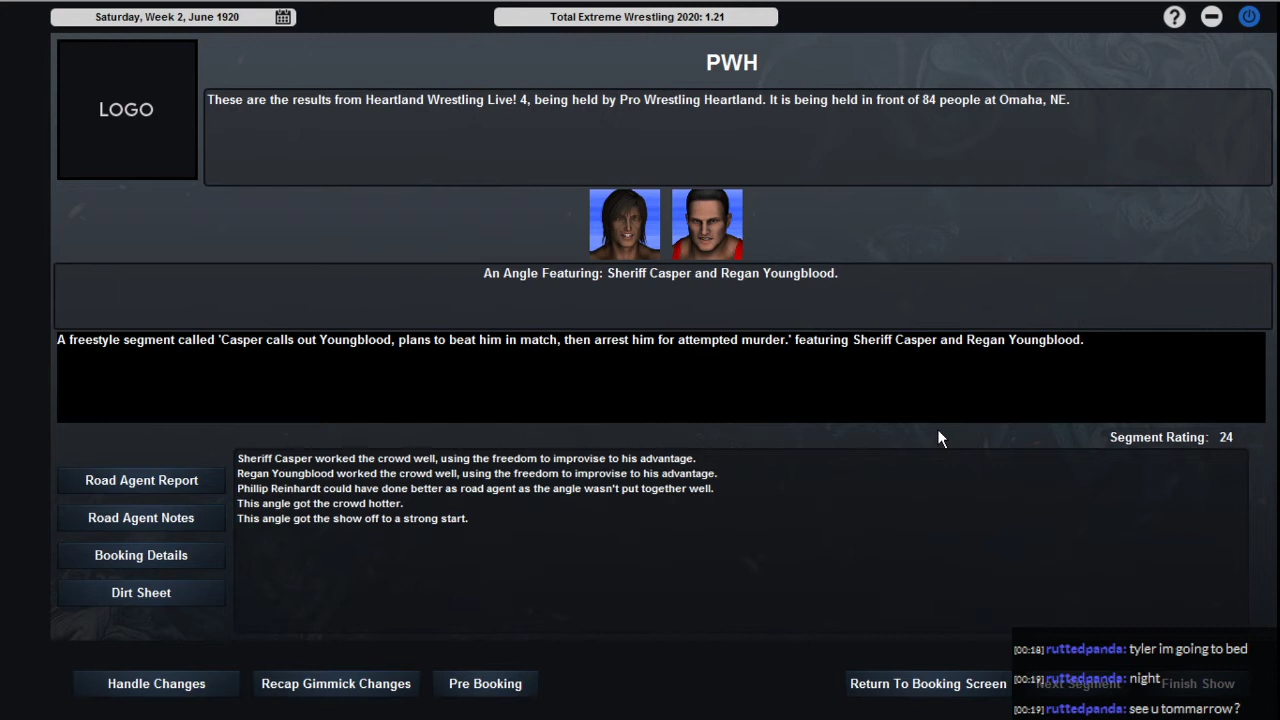 Saturday, Week 2, June 1920
Total Extreme Wrestling 2020: 1.21
?
LOGO
PWH
These are the results from Heartland Wrestling Live! 4, being held by Pro Wrestling Heartland. It is being held in front of 84 people at Omaha, NE.
An Angle Featuring: Sheriff Casper and Regan Youngblood.
A freestyle segment called 'Casper calls out Youngblood, plans to beat him in match, then arrest him for attempted murder.' featuring Sheriff Casper and Regan Youngblood.
Segment Rating: 24
Road Agent Report
Road Agent Notes
Booking Details
Dirt Sheet
Sheriff Casper worked the crowd well, using the freedom to improvise to his advantage.
Regan Youngblood worked the crowd well, using the freedom to improvise to his advantage.
Phillip Reinhardt could have done better as road agent as the angle wasn't put together well.
This angle got the crowd hotter.
This angle got the show off to a strong start.
Handle Changes
Recap Gimmick Changes
Pre Booking
Return To Booking Screen
Next Segment
Finish Show
[00:18] ruttedpanda: tyler im going to bed
[00:19] ruttedpanda: night
[00:19] ruttedpanda: see u tommarrow?